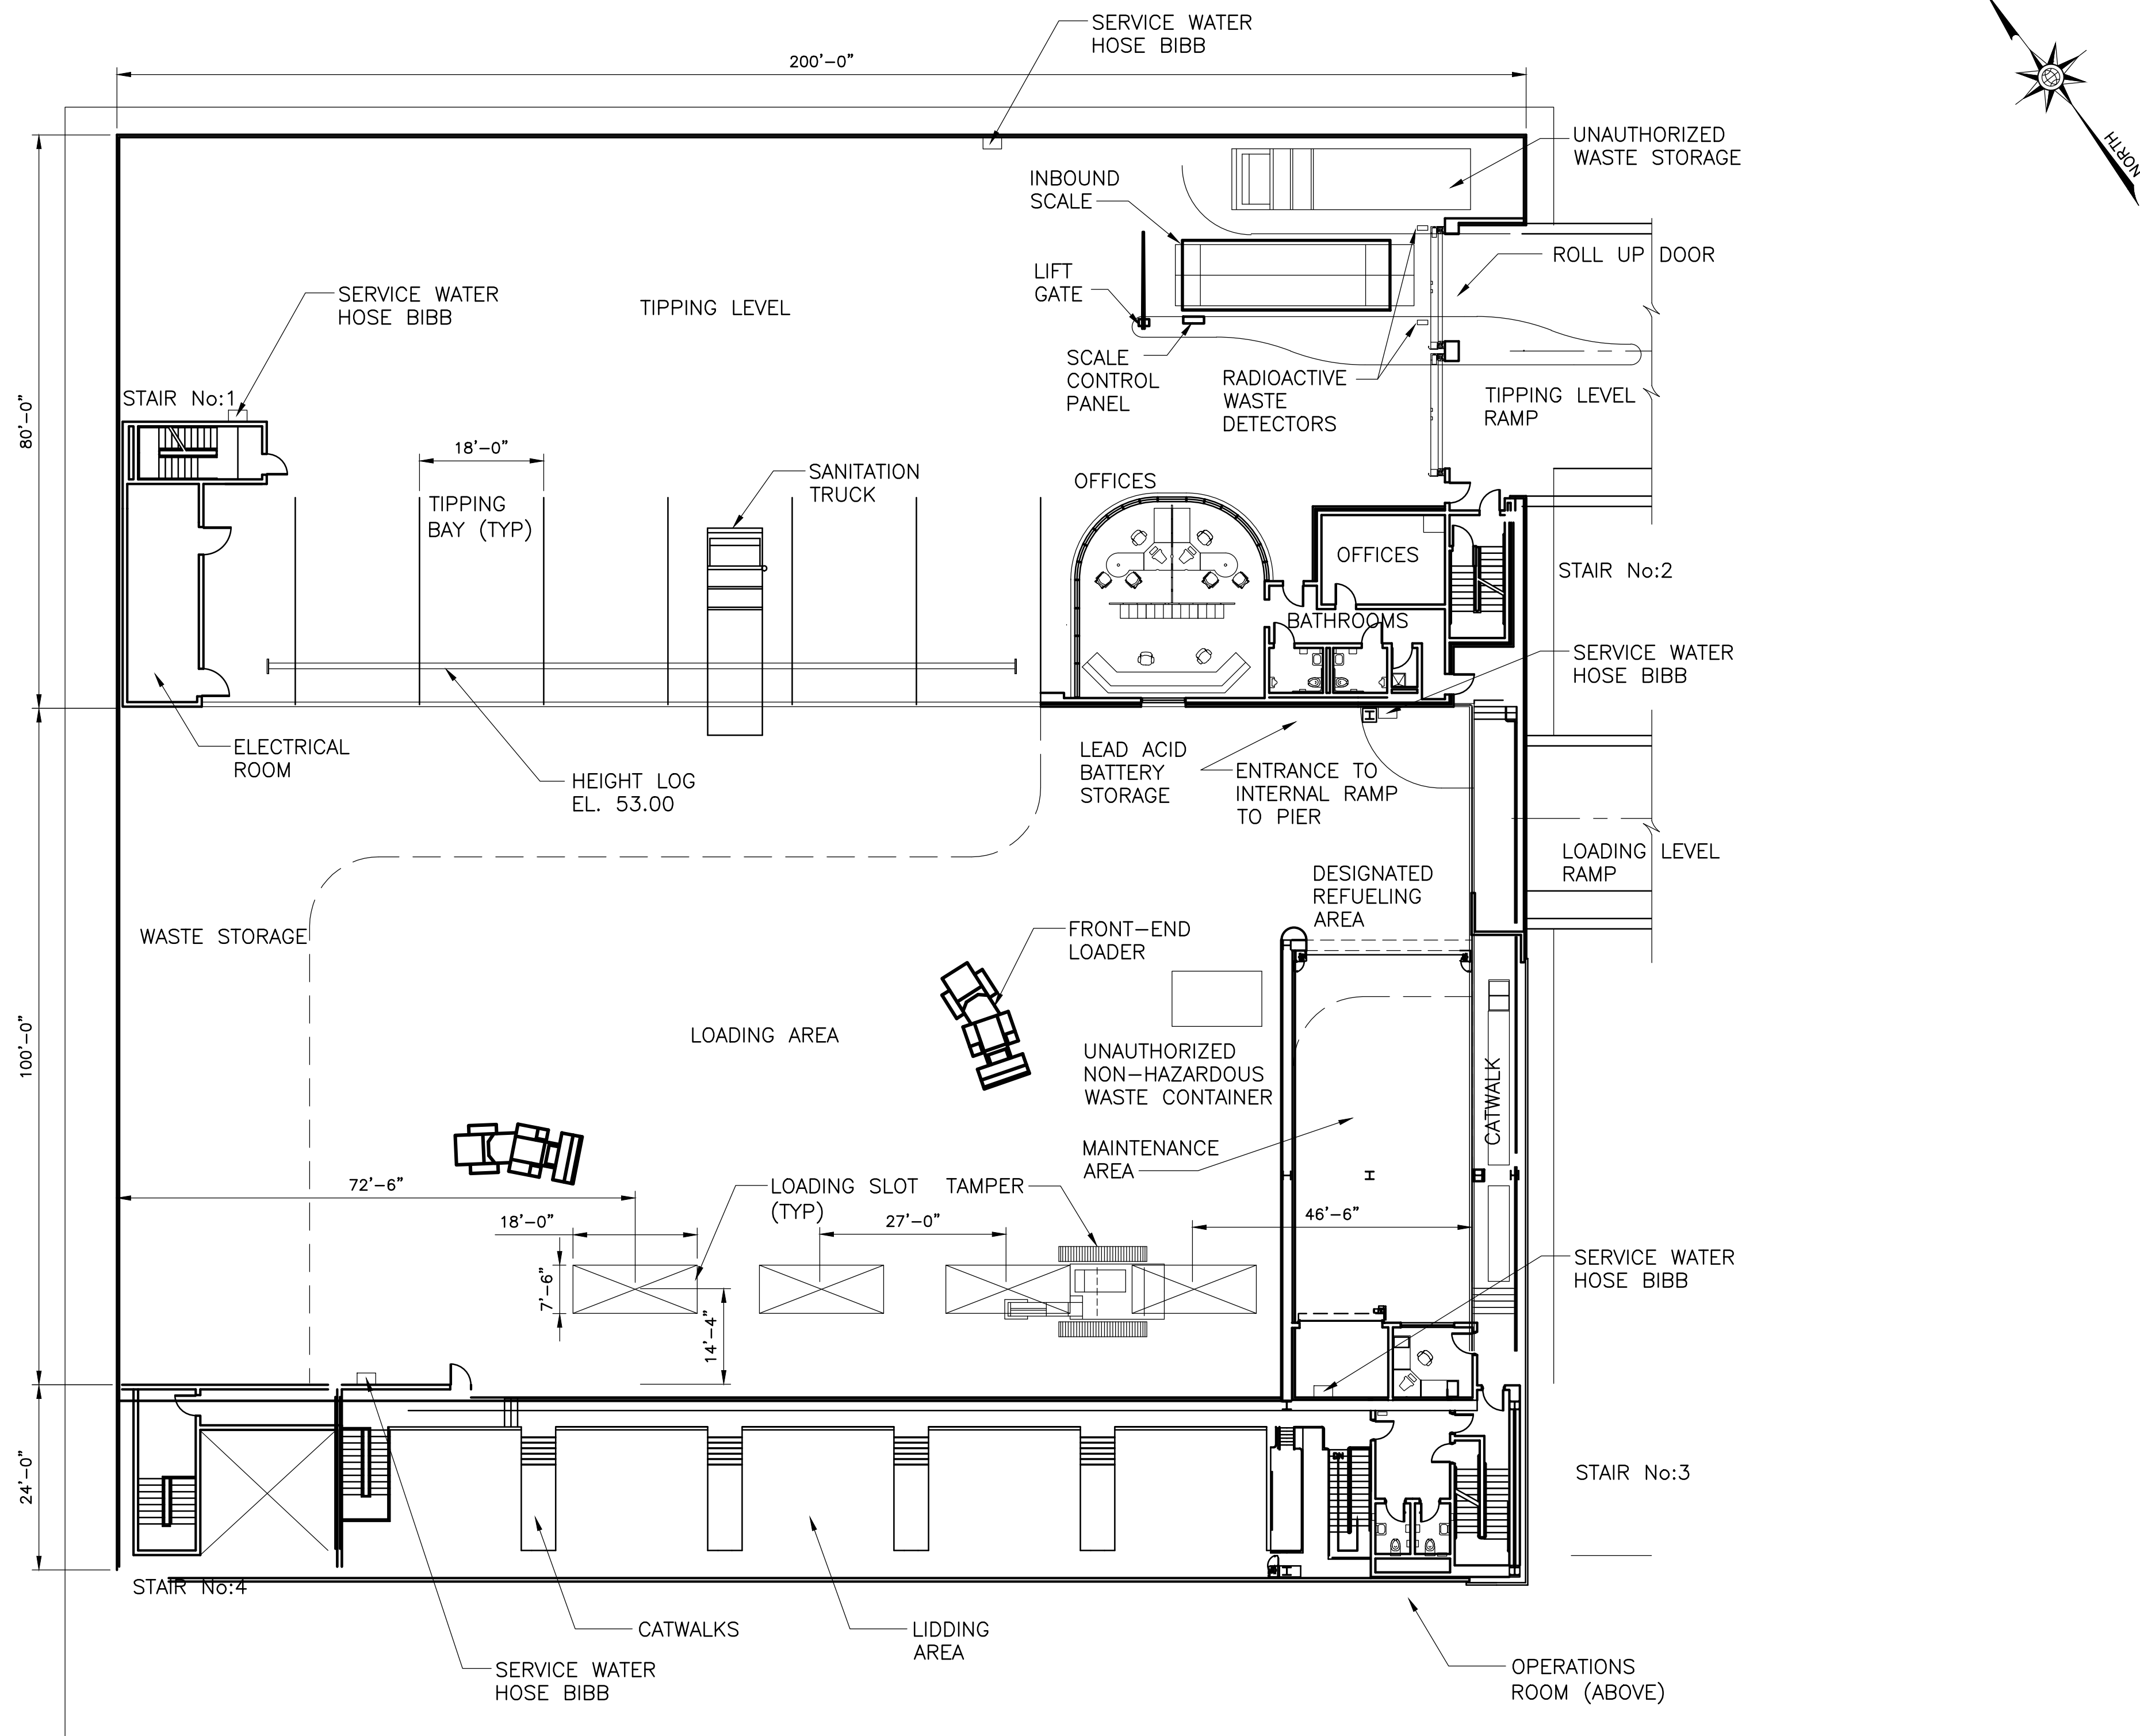 SERVICE WATER
HOSE BIBB
200'-0"
NORTH
UNAUTHORIZED
WASTE STORAGE
INBOUND
SCALE
ROLL UP DOOR
LIFT
GATE
SERVICE WATER
HOSE BIBB
TIPPING LEVEL
SCALE
CONTROL
PANEL
RADIOACTIVE
WASTE
DETECTORS
TIPPING LEVEL
RAMP
STAIR No:1
80'-0"
18'-0"
SANITATION
TRUCK
OFFICES
TIPPING
BAY (TYP)
OFFICES
STAIR No:2
BATHROOMS
SERVICE WATER
HOSE BIBB
ELECTRICAL
ROOM
HEIGHT LOG
EL. 53.00
LEAD ACID
BATTERY
STORAGE
ENTRANCE TO
INTERNAL RAMP
TO PIER
LOADING LEVEL
RAMP
DESIGNATED
REFUELING
AREA
WASTE STORAGE
FRONT-END
LOADER
100'-0"
LOADING AREA
UNAUTHORIZED
NON-HAZARDOUS
WASTE CONTAINER
CATWALK
MAINTENANCE
AREA
72'-6"
LOADING SLOT
(TYP)
TAMPER
18'-0"
27'-0"
46'-6"
7'-6"
14'-4"
SERVICE WATER
HOSE BIBB
24'-0"
DN
STAIR No:3
STAIR No:4
CATWALKS
LIDDING
AREA
SERVICE WATER
HOSE BIBB
OPERATIONS
ROOM (ABOVE)